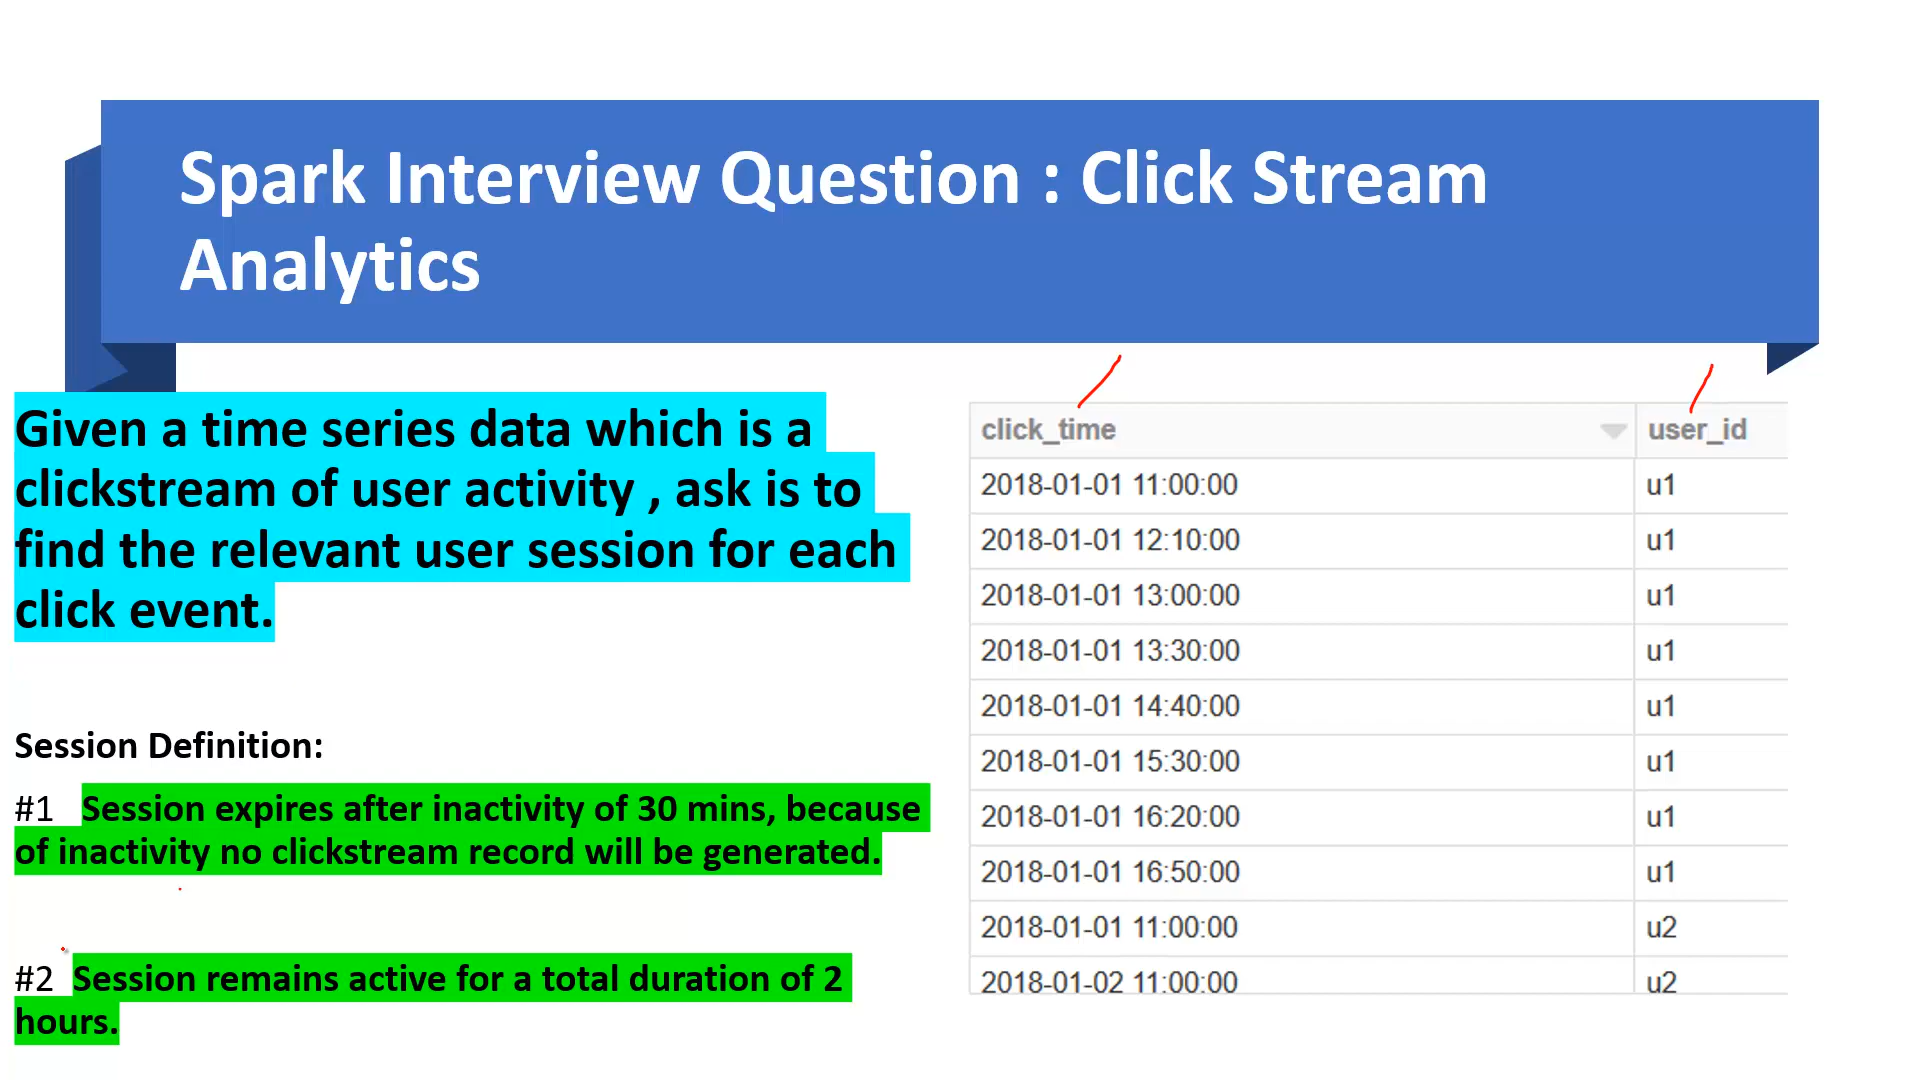 Spark Interview Question : Click Stream
Analytics
Given a time series data which is a
clickstream of user activity , ask is to
find the relevant user session for each
click event.
Session Definition:
#1 Session expires after inactivity of 30 mins, because
of inactivity no clickstream record will be generated.
#2 Session remains active for a total duration of 2
hours.
click_time user_id
2018-01-01 11:00:00 u1
2018-01-01 12:10:00 u1
2018-01-01 13:00:00 u1
2018-01-01 13:30:00 u1
2018-01-01 14:40:00 u1
2018-01-01 15:30:00 u1
2018-01-01 16:20:00 u1
2018-01-01 16:50:00 u1
2018-01-01 11:00:00 u2
2018-01-02 11:00:00 u2